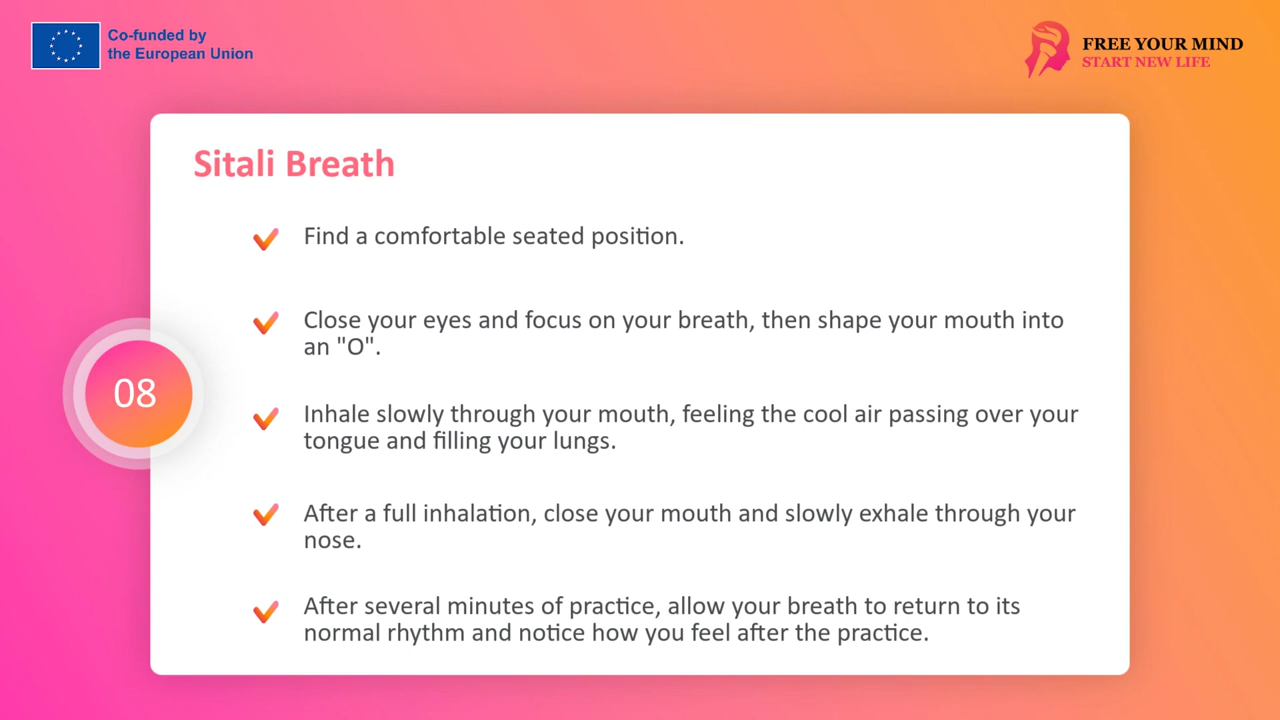 Co-funded by
the European Union
FREE YOUR MIND
START NEW LIFE
Sitali Breath
Find a comfortable seated position.
Close your eyes and focus on your breath, then shape your mouth into
an "O".
08
Inhale slowly through your mouth, feeling the cool air passing over your
tongue and filling your lungs.
After a full inhalation, close your mouth and slowly exhale through your
nose.
After several minutes of practice, allow your breath to return to its
normal rhythm and notice how you feel after the practice.